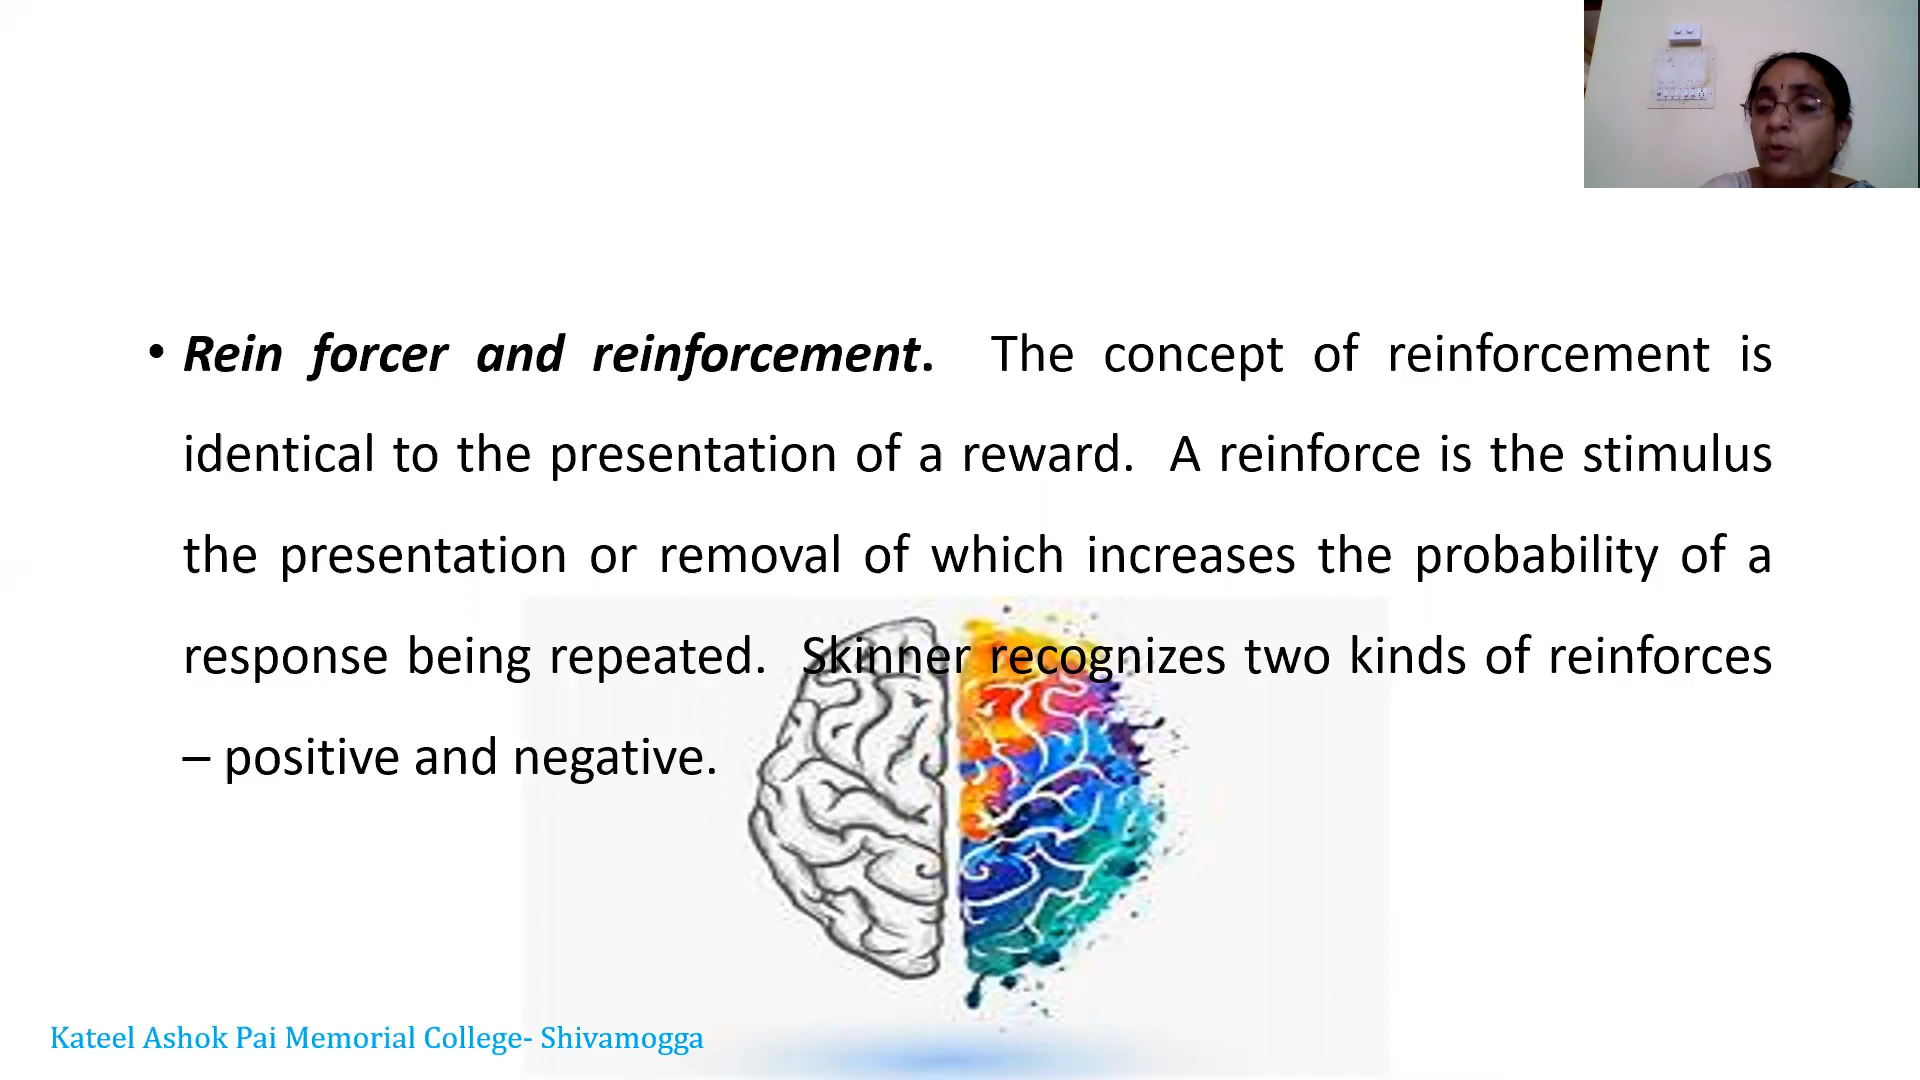 • Rein forcer and reinforcement. The concept of reinforcement is
identical to the presentation of a reward. A reinforce is the stimulus
the presentation or removal of which increases the probability of a
response being repeated. Skinner recognizes two kinds of reinforces
– positive and negative.
Kateel Ashok Pai Memorial College- Shivamogga